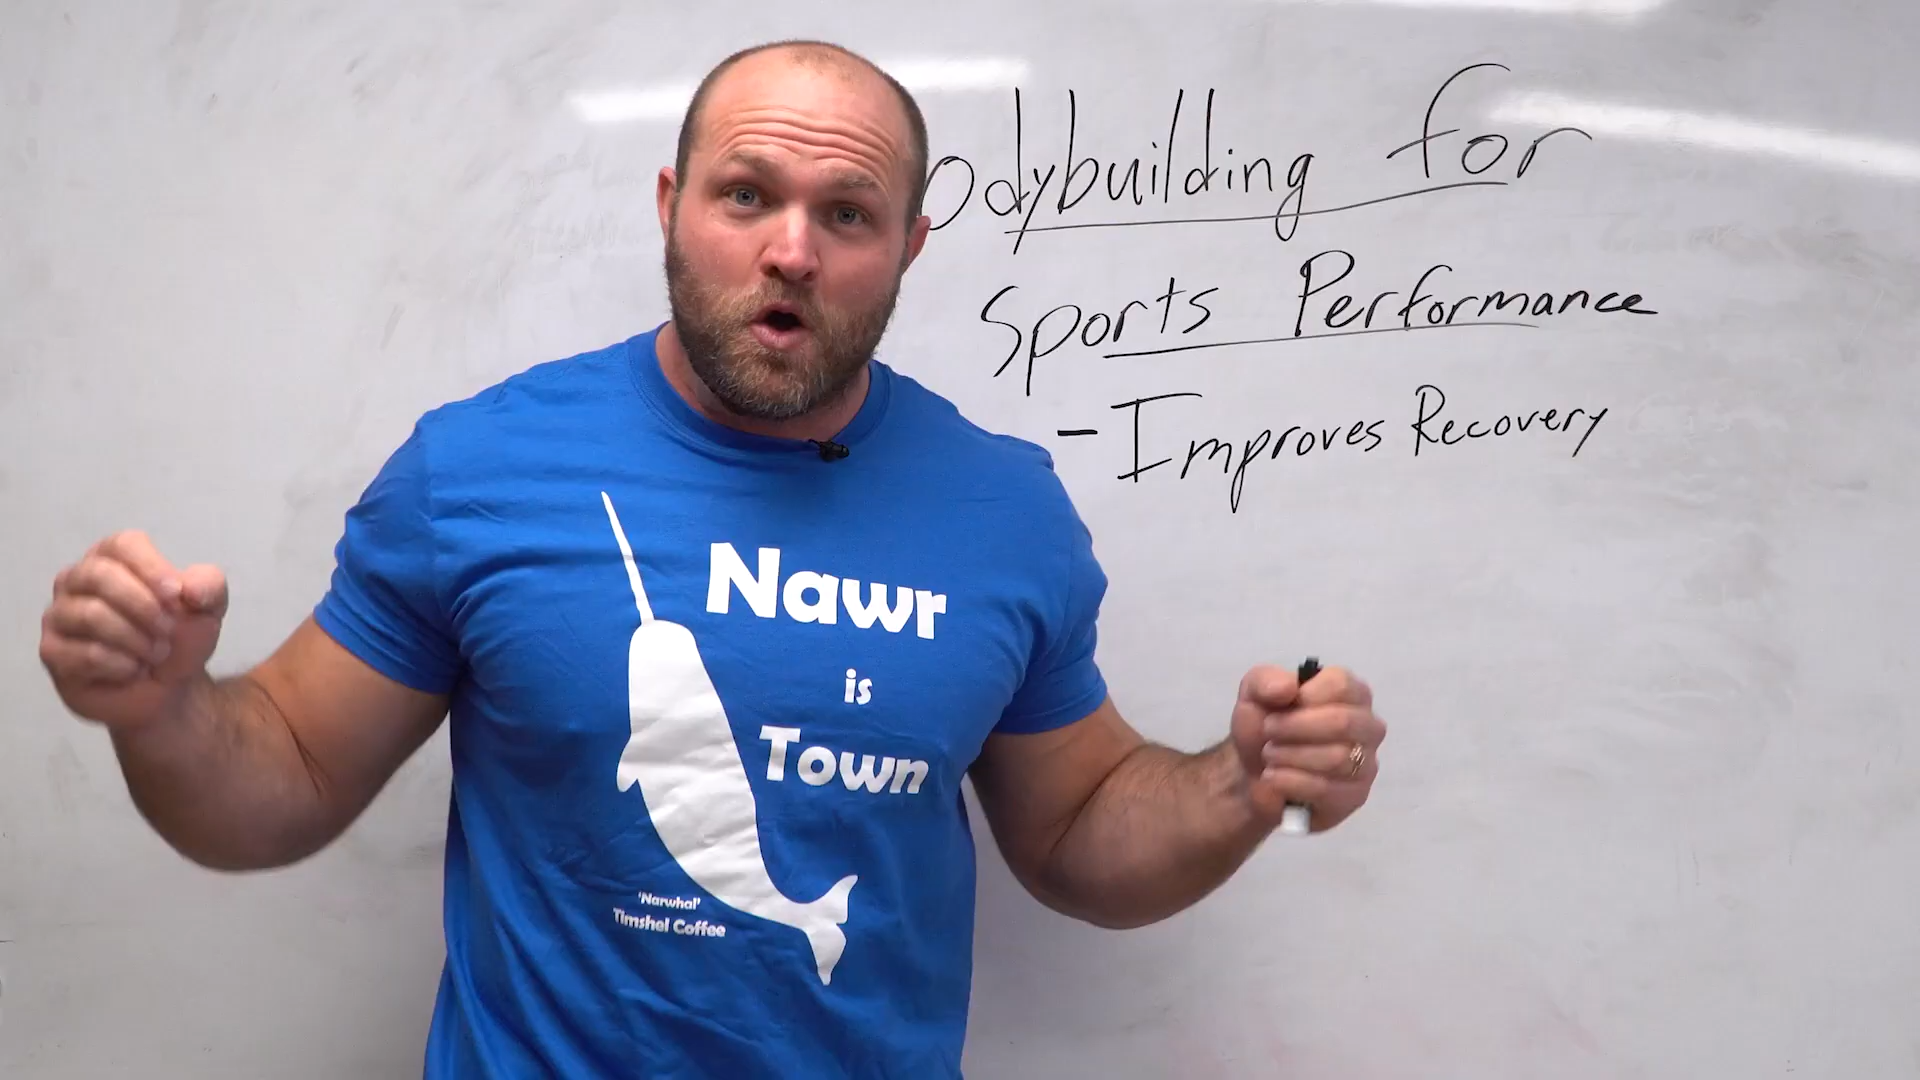 odybuilding for
Sports Performance
- Improves Recovery
Nawr
is
Town
'Narwhal'
Timshel Coffee